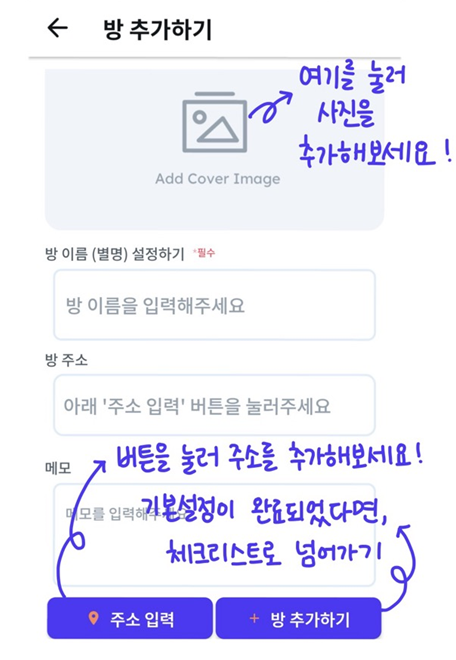 방 추가하기
여기를 눌러
사진을
추가해보세요!
Add Cover Image
방 이름 (별명) 설정하기 *필수
방 이름을 입력해주세요
방 주소
아래 '주소 입력' 버튼을 눌러주세요
버튼을 눌러 주소를 추가해보세요!
메모
기본설정이 완료되었다면,
메모를 입력해주세요
체크리스트로 넘어가기
주소 입력
+ 방 추가하기